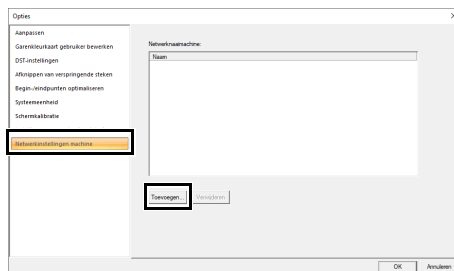 Opties
Aanpassen
Garenkleurkaart gebruiker bewerken
DST-instellingen
Afknippen van verspringende steken
Begin-/eindpunten optimaliseren
Systeemeenheid
Schermkalibratie
Netwerkinstellingen machine
Netwerknaaimachine:
Naam
Toevoegen...
Verwijderen
OK
Annuleren